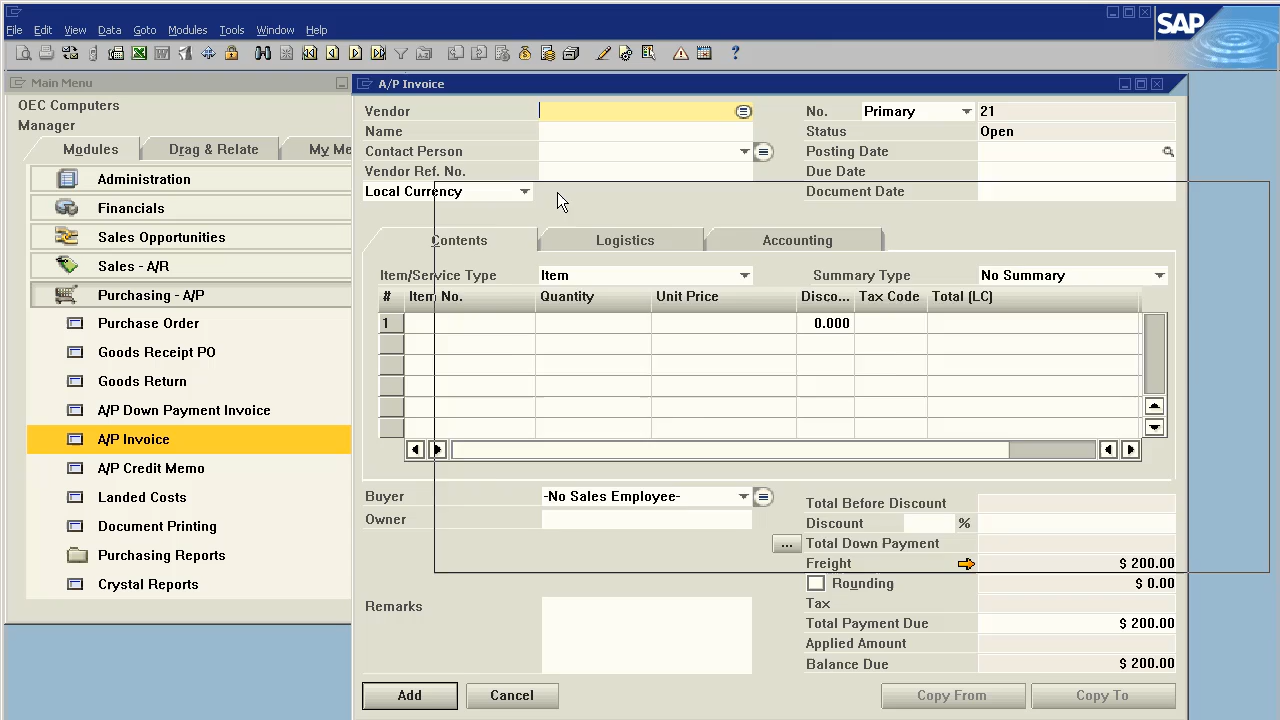 SAP
File Edit View Data Goto Modules Tools Window Help
Main Menu
OEC Computers
Manager
Modules Drag & Relate My Me
Administration
Financials
Sales Opportunities
Sales - A/R
Purchasing - A/P
Purchase Order
Goods Receipt PO
Goods Return
A/P Down Payment Invoice
A/P Invoice
A/P Credit Memo
Landed Costs
Document Printing
Purchasing Reports
Crystal Reports
A/P Invoice
Vendor
Name
Contact Person
Vendor Ref. No.
Local Currency
No. Primary 21
Status Open
Posting Date
Due Date
Document Date
Contents Logistics Accounting
Item/Service Type Item Summary Type No Summary
# Item No. Quantity Unit Price Disco... Tax Code Total (LC)
1 0.000
Buyer -No Sales Employee-
Owner
Remarks
Total Before Discount
Discount %
... Total Down Payment
Freight $ 200.00
Rounding $ 0.00
Tax
Total Payment Due $ 200.00
Applied Amount
Balance Due $ 200.00
Add Cancel Copy From Copy To